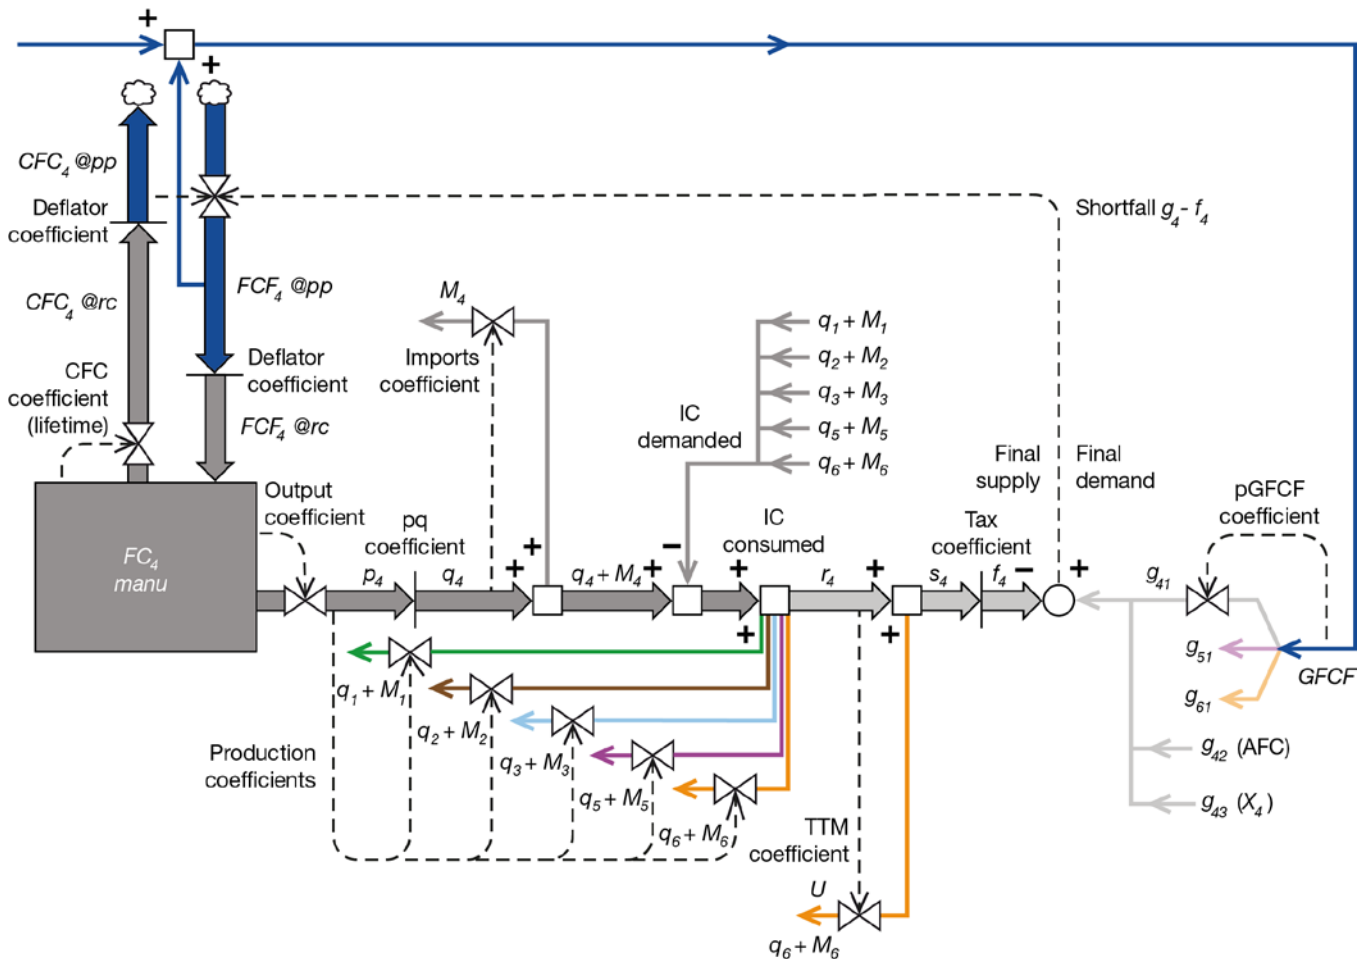 +
+
CFC4 @pp
Deflator
coefficient
Shortfall g4 - f4
CFC4 @rc
FCF4 @pp
M4
q1 + M1
q2 + M2
q3 + M3
q5 + M5
q6 + M6
Imports
coefficient
Deflator
coefficient
CFC
coefficient
(lifetime)
FCF4 @rc
IC
demanded
Final
supply
Final
demand
Output
coefficient
pGFCF
coefficient
FC4
manu
pq
coefficient
IC
consumed
Tax
coefficient
p4
q4
+
+
q4 + M4
+
−
+
+
r4
+
+
s4
f4
−
+
g41
g51
g61
GFCF
g42 (AFC)
g43 (X4)
q1 + M1
q2 + M2
q3 + M3
q5 + M5
q6 + M6
Production
coefficients
TTM
coefficient
U
q6 + M6